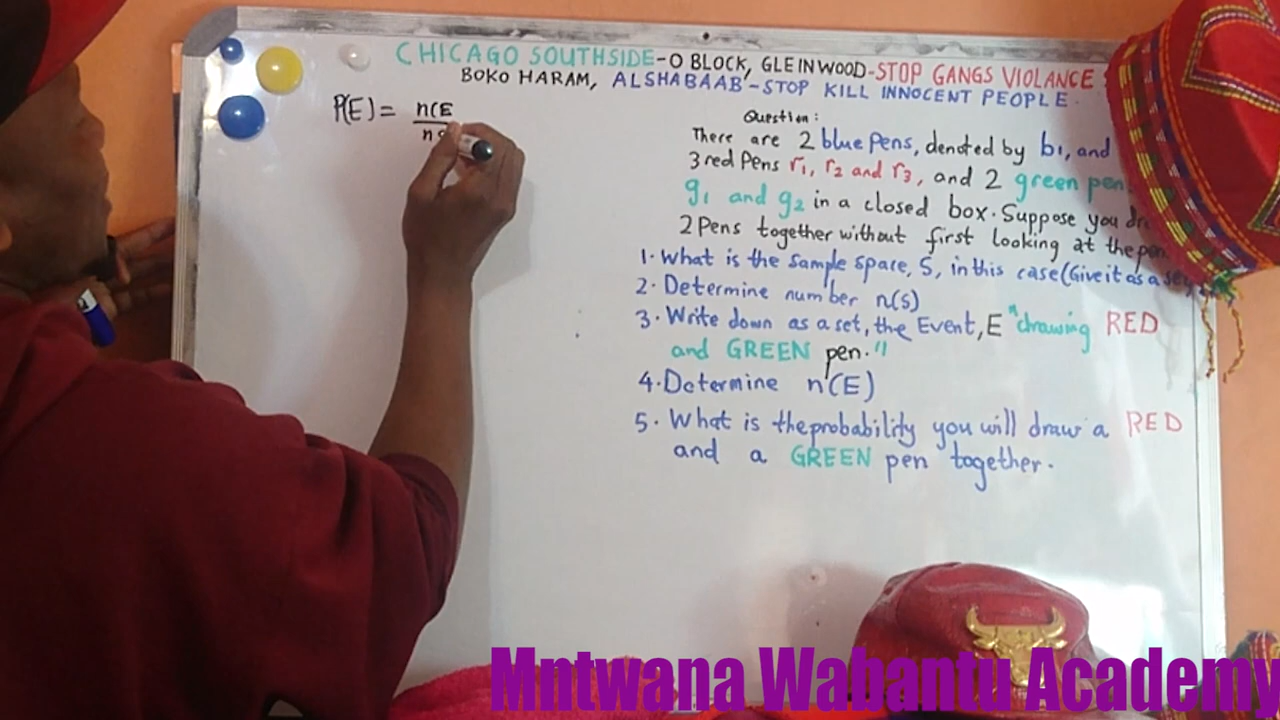 CHICAGO SOUTHSIDE-O BLOCK, GLEINWOOD-STOP GANGS VIOLANCE
BOKO HARAM, ALSHABAAB-STOP KILL INNOCENT PEOPLE.
P(E) = n(E
n
Question:
There are 2 blue Pens, denoted by b1, and
3 red Pens r1, r2 and r3, and 2 green pen
g1 and g2 in a closed box. Suppose you dr
2 Pens together without first looking at the pen
1. What is the sample space, S, in this case (Give it as a set
2. Determine number n(s)
3. Write down as a set, the Event, E "drawing RED
and GREEN pen."
4. Determine n(E)
5. What is the probability you will draw a RED
and a GREEN pen together.
Mntwana Wabantu Academy